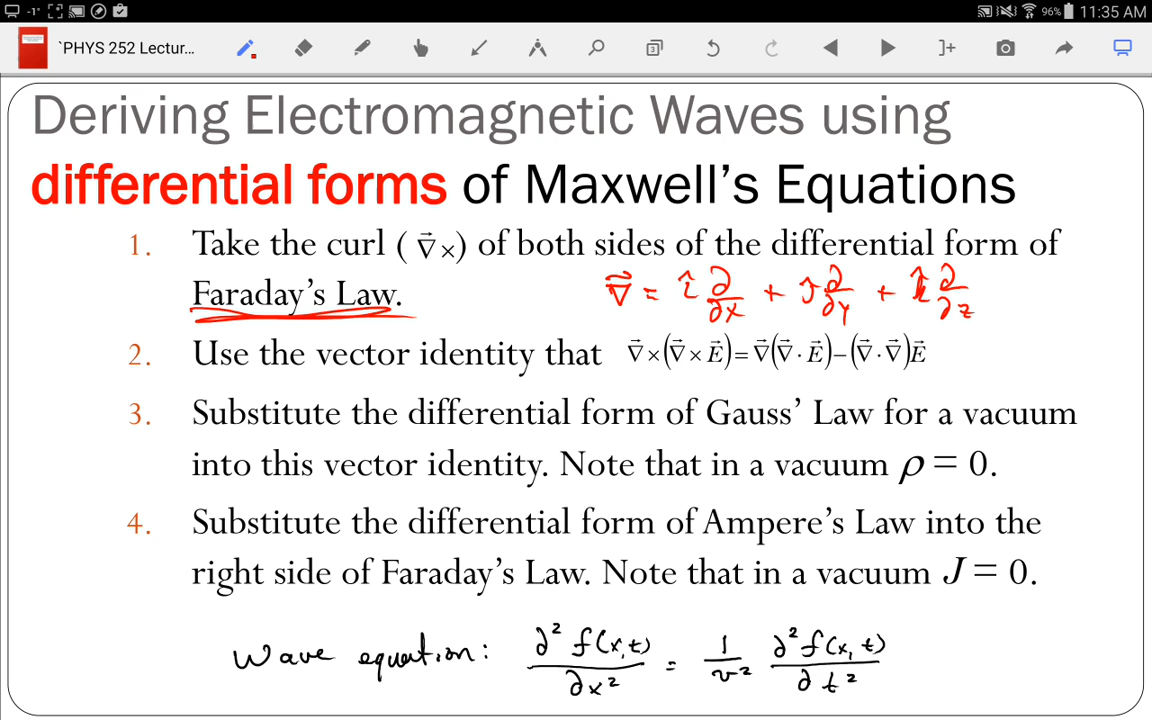 -1° 96% 11:35 AM
`PHYS 252 Lectur... 3 ]+
Deriving Electromagnetic Waves using
differential forms of Maxwell's Equations
1. Take the curl ( ∇⃗ × ) of both sides of the differential form of
Faraday's Law.
∇⃗ = î ∂/∂x + ĵ ∂/∂y + k̂ ∂/∂z
2. Use the vector identity that ∇⃗ × (∇⃗ × E⃗) = ∇⃗(∇⃗ · E⃗) − (∇⃗ · ∇⃗)E⃗
3. Substitute the differential form of Gauss' Law for a vacuum
into this vector identity. Note that in a vacuum ρ = 0.
4. Substitute the differential form of Ampere's Law into the
right side of Faraday's Law. Note that in a vacuum J = 0.
Wave equation: ∂² f(x,t)/∂x² = 1/v² ∂² f(x,t)/∂t²